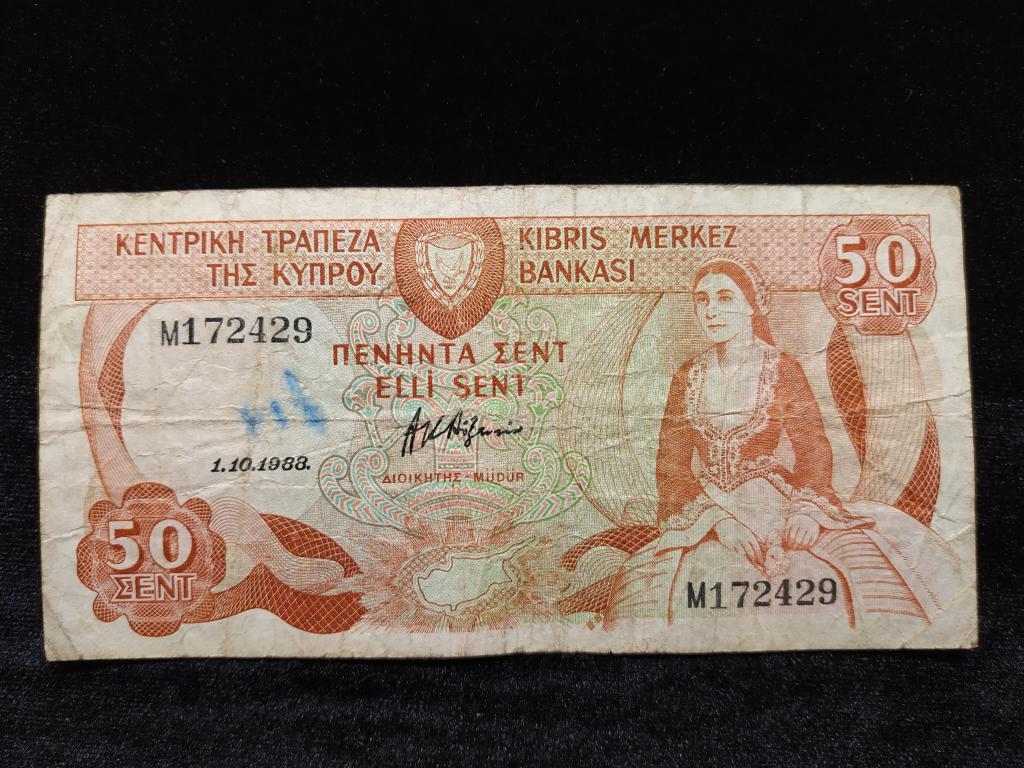 ΚΕΝΤΡΙΚΗ ΤΡΑΠΕΖΑ
ΤΗΣ ΚΥΠΡΟΥ
KIBRIS MERKEZ
BANKASI
50
SENT
M172429
ΠΕΝΗΝΤΑ ΣΕΝΤ
ELLİ SENT
1.10.1988.
ΔΙΟΙΚΗΤΗΣ-MÜDÜR
50
ΣΕΝΤ
M172429